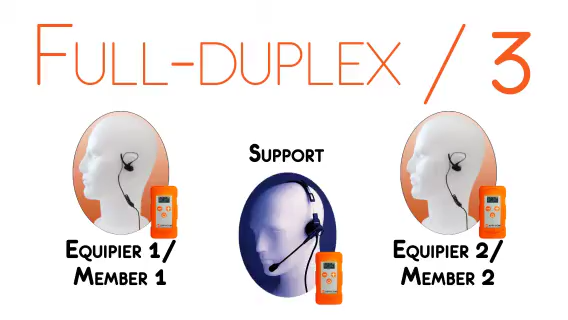 Full-duplex / 3
Support
Equipier 1/
Member 1
Equipier 2/
Member 2